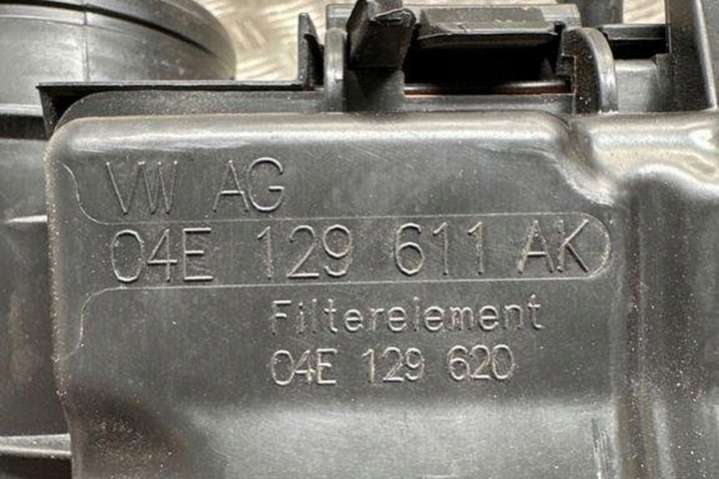 VW AG
04E 129 611 AK
Filterelement
04E 129 620